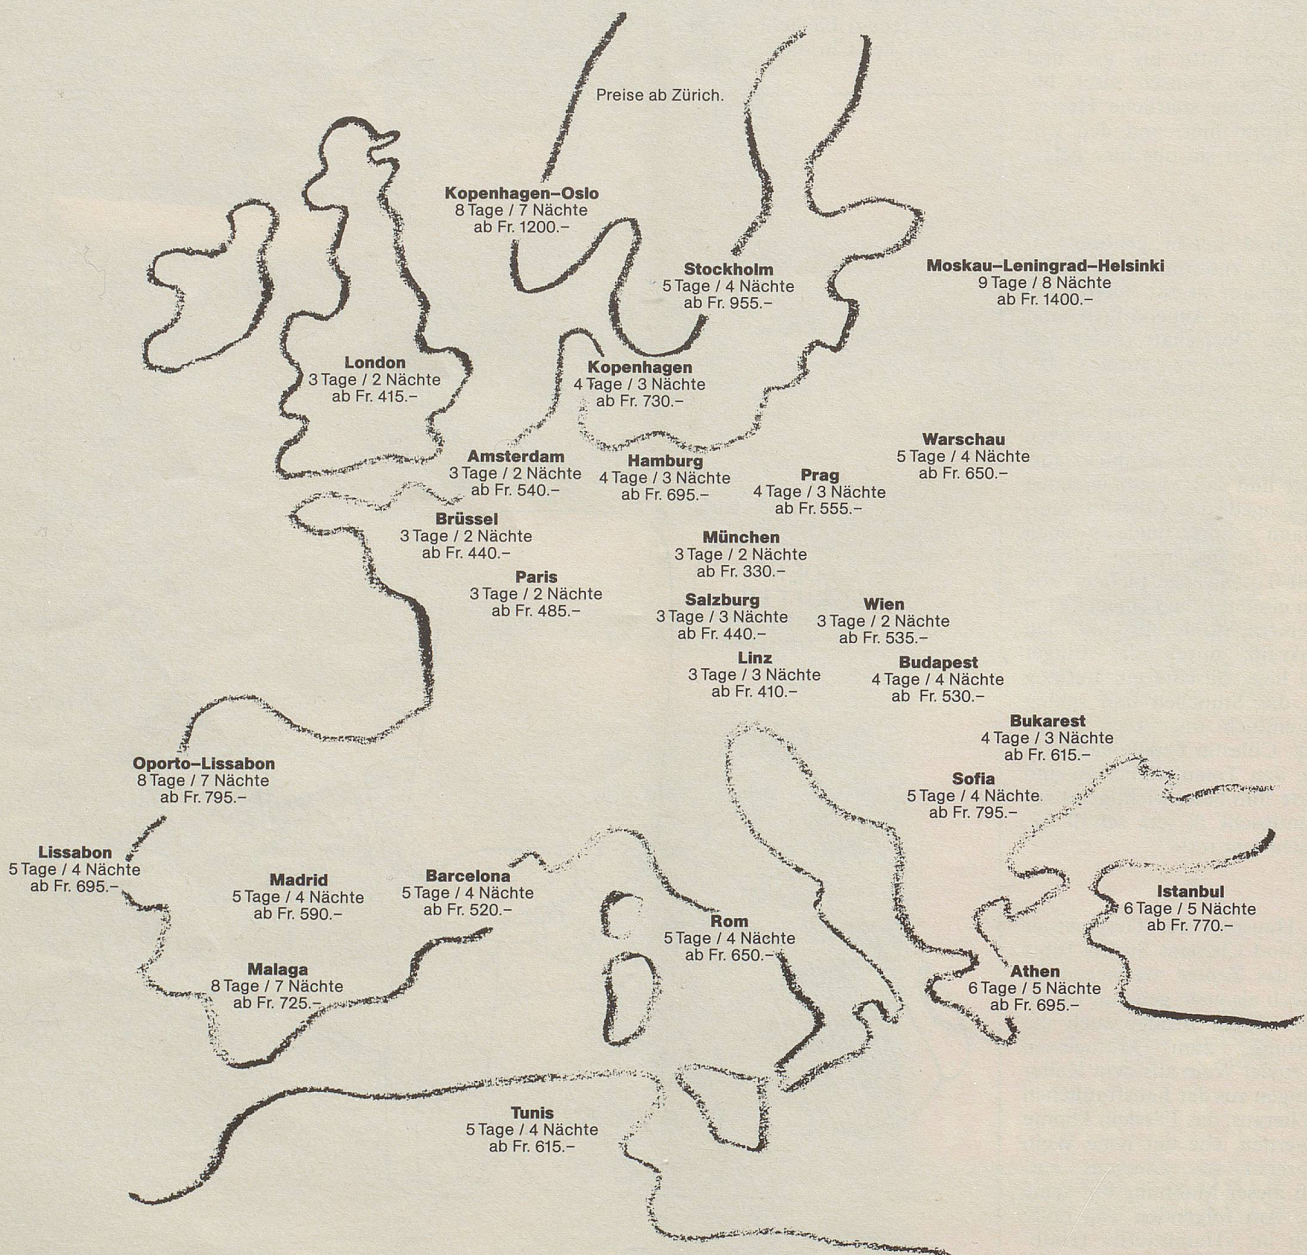 Preise ab Zürich.
Kopenhagen–Oslo
8 Tage / 7 Nächte
ab Fr. 1200.–
Stockholm
5 Tage / 4 Nächte
ab Fr. 955.–
Moskau–Leningrad–Helsinki
9 Tage / 8 Nächte
ab Fr. 1400.–
London
3 Tage / 2 Nächte
ab Fr. 415.–
Kopenhagen
4 Tage / 3 Nächte
ab Fr. 730.–
Warschau
5 Tage / 4 Nächte
ab Fr. 650.–
Amsterdam
3 Tage / 2 Nächte
ab Fr. 540.–
Hamburg
4 Tage / 3 Nächte
ab Fr. 695.–
Prag
4 Tage / 3 Nächte
ab Fr. 555.–
Brüssel
3 Tage / 2 Nächte
ab Fr. 440.–
München
3 Tage / 2 Nächte
ab Fr. 330.–
Paris
3 Tage / 2 Nächte
ab Fr. 485.–
Salzburg
3 Tage / 3 Nächte
ab Fr. 440.–
Wien
3 Tage / 2 Nächte
ab Fr. 535.–
Linz
3 Tage / 3 Nächte
ab Fr. 410.–
Budapest
4 Tage / 4 Nächte
ab Fr. 530.–
Bukarest
4 Tage / 3 Nächte
ab Fr. 615.–
Oporto–Lissabon
8 Tage / 7 Nächte
ab Fr. 795.–
Sofia
5 Tage / 4 Nächte
ab Fr. 795.–
Lissabon
5 Tage / 4 Nächte
ab Fr. 695.–
Madrid
5 Tage / 4 Nächte
ab Fr. 590.–
Barcelona
5 Tage / 4 Nächte
ab Fr. 520.–
Istanbul
6 Tage / 5 Nächte
ab Fr. 770.–
Rom
5 Tage / 4 Nächte
ab Fr. 650.–
Malaga
8 Tage / 7 Nächte
ab Fr. 725.–
Athen
6 Tage / 5 Nächte
ab Fr. 695.–
Tunis
5 Tage / 4 Nächte
ab Fr. 615.–